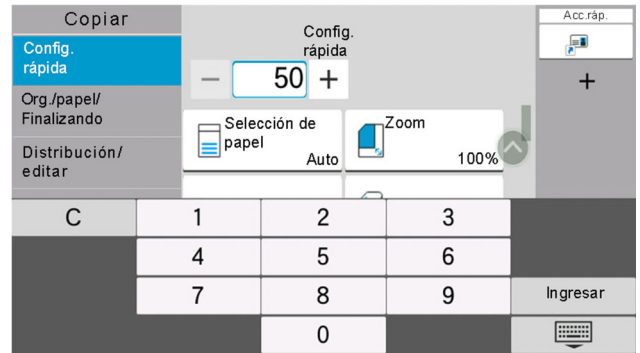 Copiar
Acc.ráp.
Config.
rápida
Config.
rápida
− 50 +
+
Org./papel/
Finalizando
Selección de
papel
Auto
Zoom
100%
Distribución/
editar
C 1 2 3
4 5 6
7 8 9 Ingresar
0